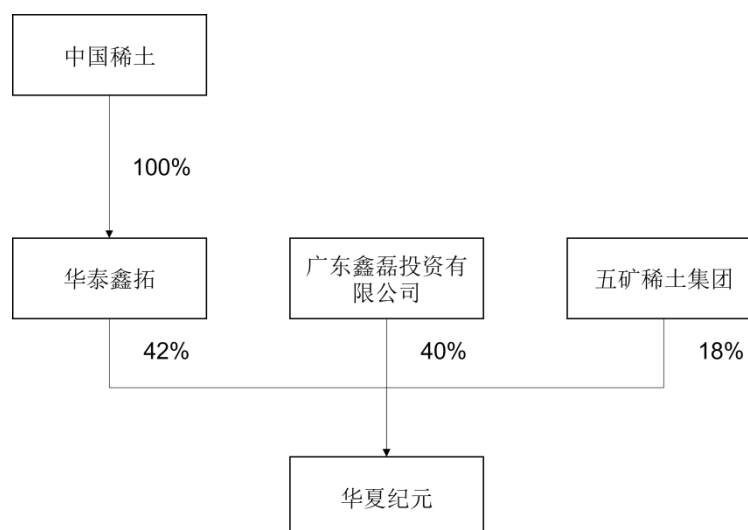 中国稀土
100%
华泰鑫拓
广东鑫磊投资有
限公司
五矿稀土集团
42%
40%
18%
华夏纪元